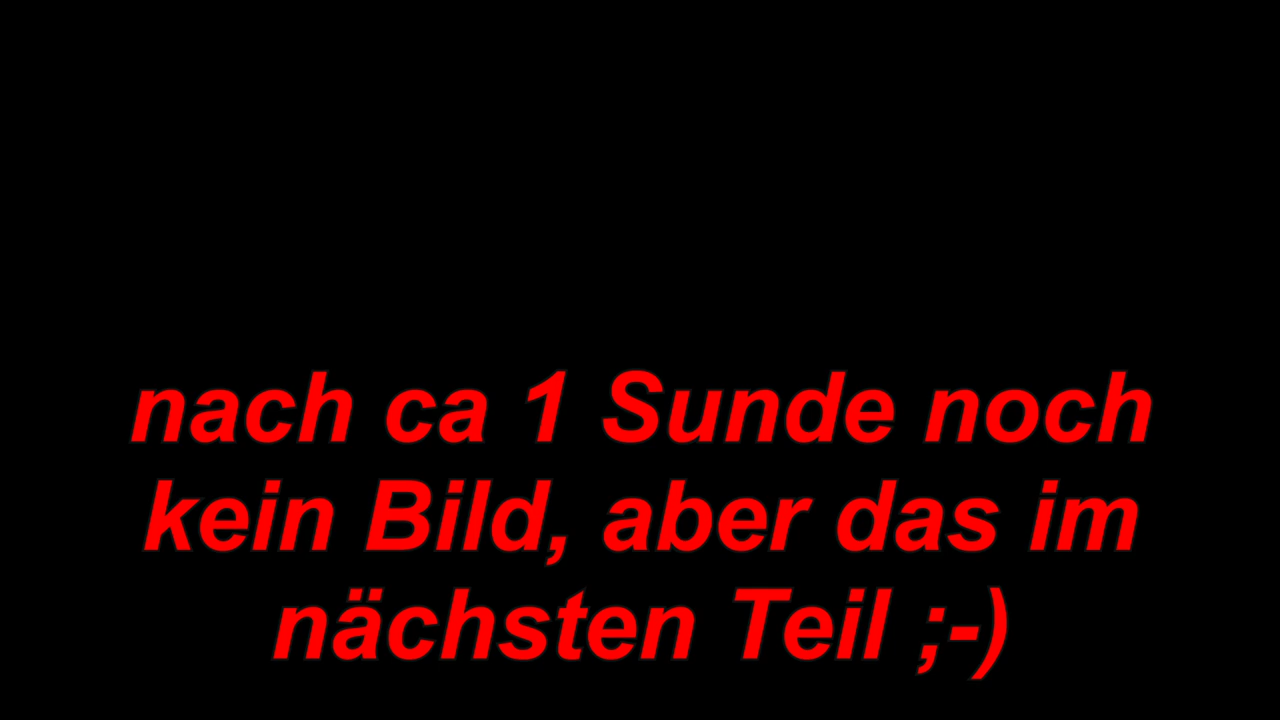 nach ca 1 Sunde noch
kein Bild, aber das im
nächsten Teil ;-)